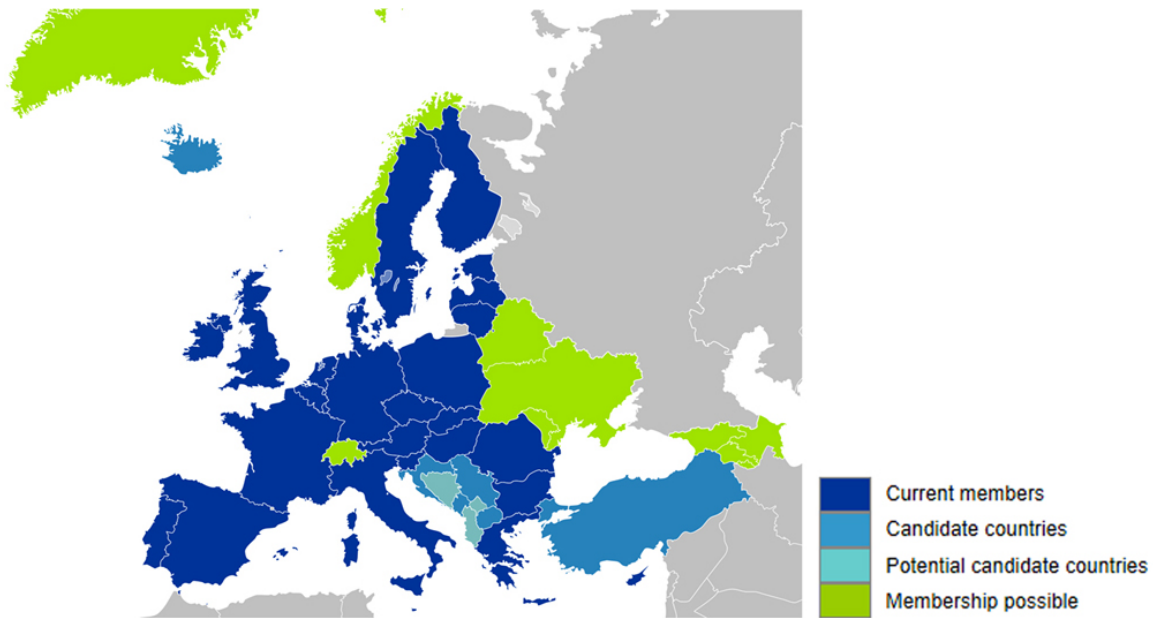 Current members
Candidate countries
Potential candidate countries
Membership possible